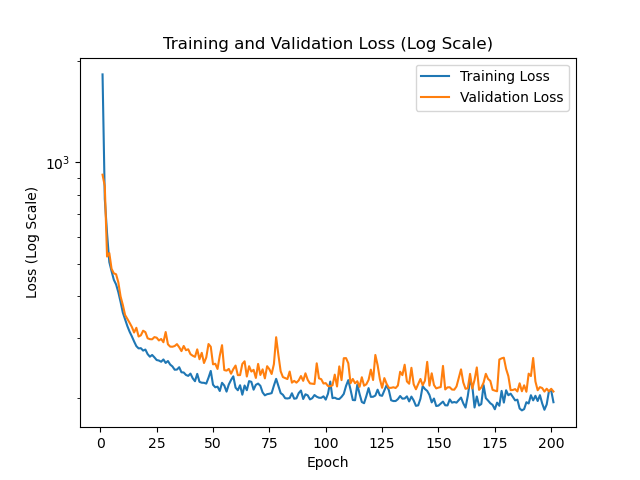 Training and Validation Loss (Log Scale)
Training Loss
Validation Loss
10³
Loss (Log Scale)
0 25 50 75 100 125 150 175 200
Epoch